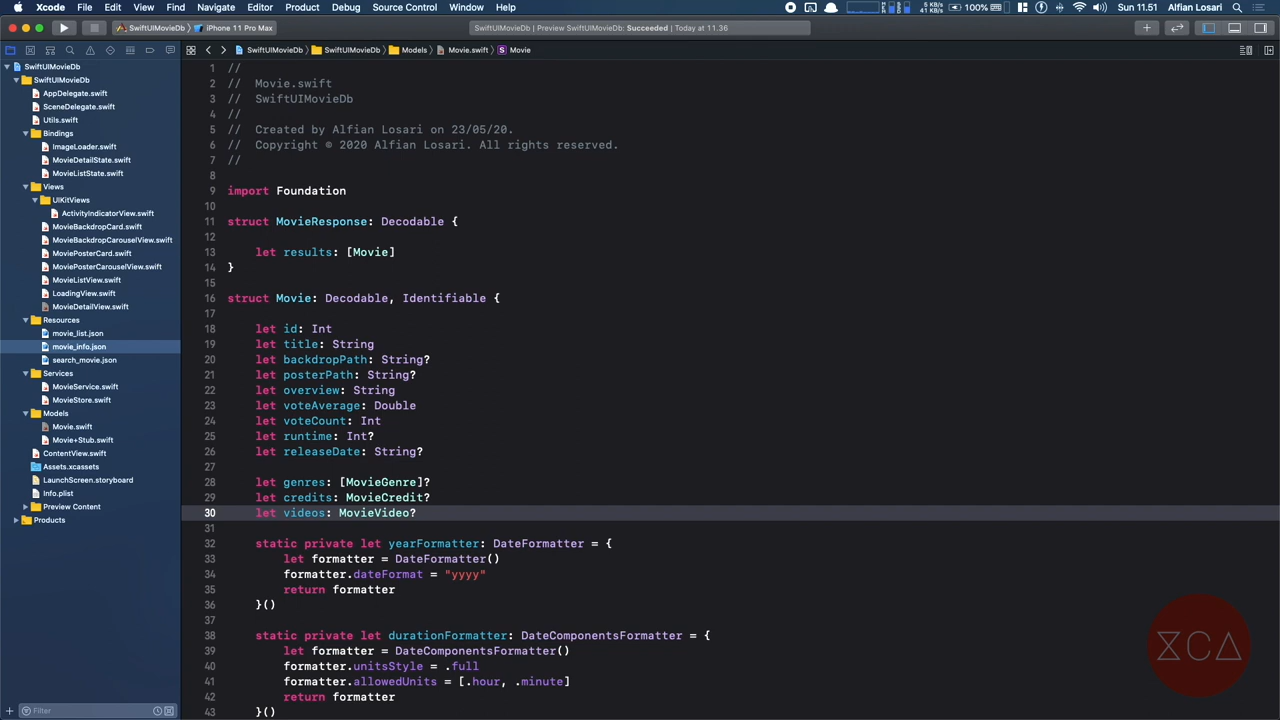 Xcode File Edit View Find Navigate Editor Product Debug Source Control Window Help 5 KB/s 41 KB/s 100% Sun 11.51 Alfian Losari
SwiftUIMovieDb iPhone 11 Pro Max SwiftUIMovieDb | Preview SwiftUIMovieDb: Succeeded | Today at 11.36
SwiftUIMovieDb SwiftUIMovieDb Models Movie.swift S Movie
SwiftUIMovieDb
SwiftUIMovieDb
AppDelegate.swift
SceneDelegate.swift
Utils.swift
Bindings
ImageLoader.swift
MovieDetailState.swift
MovieListState.swift
Views
UIKitViews
ActivityIndicatorView.swift
MovieBackdropCard.swift
MovieBackdropCarouselView.swift
MoviePosterCard.swift
MoviePosterCarouselView.swift
MovieListView.swift
LoadingView.swift
MovieDetailView.swift
Resources
movie_list.json
movie_info.json
search_movie.json
Services
MovieService.swift
MovieStore.swift
Models
Movie.swift
Movie+Stub.swift
ContentView.swift
Assets.xcassets
LaunchScreen.storyboard
Info.plist
Preview Content
Products
Filter
1 //
2 // Movie.swift
3 // SwiftUIMovieDb
4 //
5 // Created by Alfian Losari on 23/05/20.
6 // Copyright © 2020 Alfian Losari. All rights reserved.
7 //
8
9 import Foundation
10
11 struct MovieResponse: Decodable {
12
13 let results: [Movie]
14 }
15
16 struct Movie: Decodable, Identifiable {
17
18 let id: Int
19 let title: String
20 let backdropPath: String?
21 let posterPath: String?
22 let overview: String
23 let voteAverage: Double
24 let voteCount: Int
25 let runtime: Int?
26 let releaseDate: String?
27
28 let genres: [MovieGenre]?
29 let credits: MovieCredit?
30 let videos: MovieVideo?
31
32 static private let yearFormatter: DateFormatter = {
33 let formatter = DateFormatter()
34 formatter.dateFormat = "yyyy"
35 return formatter
36 }()
37
38 static private let durationFormatter: DateComponentsFormatter = {
39 let formatter = DateComponentsFormatter()
40 formatter.unitsStyle = .full
41 formatter.allowedUnits = [.hour, .minute]
42 return formatter
43 }()
XCA